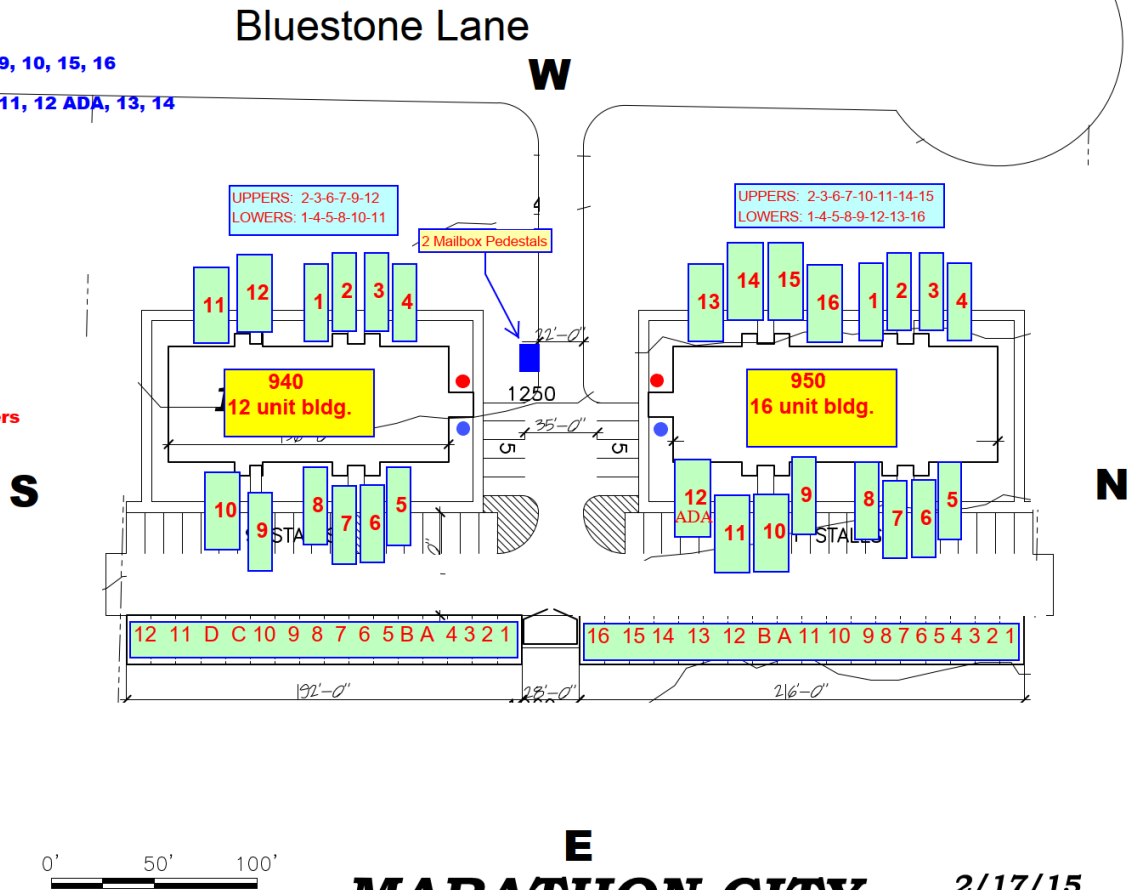 Bluestone Lane
9, 10, 15, 16
W
11, 12 ADA, 13, 14
UPPERS: 2-3-6-7-9-12
LOWERS: 1-4-5-8-10-11
UPPERS: 2-3-6-7-10-11-14-15
LOWERS: 1-4-5-8-9-12-13-16
4
2 Mailbox Pedestals
11 12 1 2 3 4
13 14 15 16 1 2 3 4
22'-0"
940
12 unit bldg.
1250
950
16 unit bldg.
35'-0"
ers
5 5
S
N
10 9 8 7 6 5
12 ADA 11 10 9 8 7 6 5
STALLS
12 11 D C 10 9 8 7 6 5 B A 4 3 2 1
16 15 14 13 12 B A 11 10 9 8 7 6 5 4 3 2 1
192'-0" 28'-0" 216'-0"
E
0' 50' 100'
MARATHON CITY
2/17/15